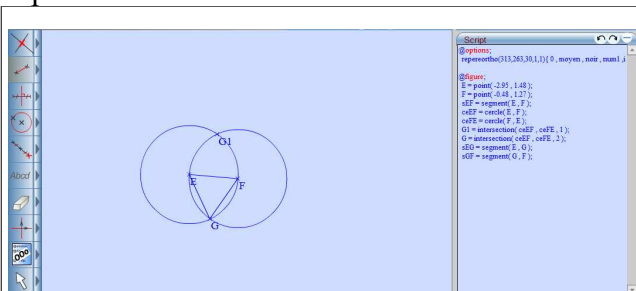 Script
@options;
repereortho(313,263,30,1,1){ 0 , moyen , noir , num1 ,i
@figure;
E = point( -2.95 , 1.48 );
F = point( -0.48 , 1.27 );
sEF = segment( E , F );
ceEF = cercle( E , F );
ceFE = cercle( F , E );
G1 = intersection( ceEF , ceFE , 1 );
G = intersection( ceEF , ceFE , 2 );
sEG = segment( E , G );
sGF = segment( G , F );
G1
E
F
G
Abcd